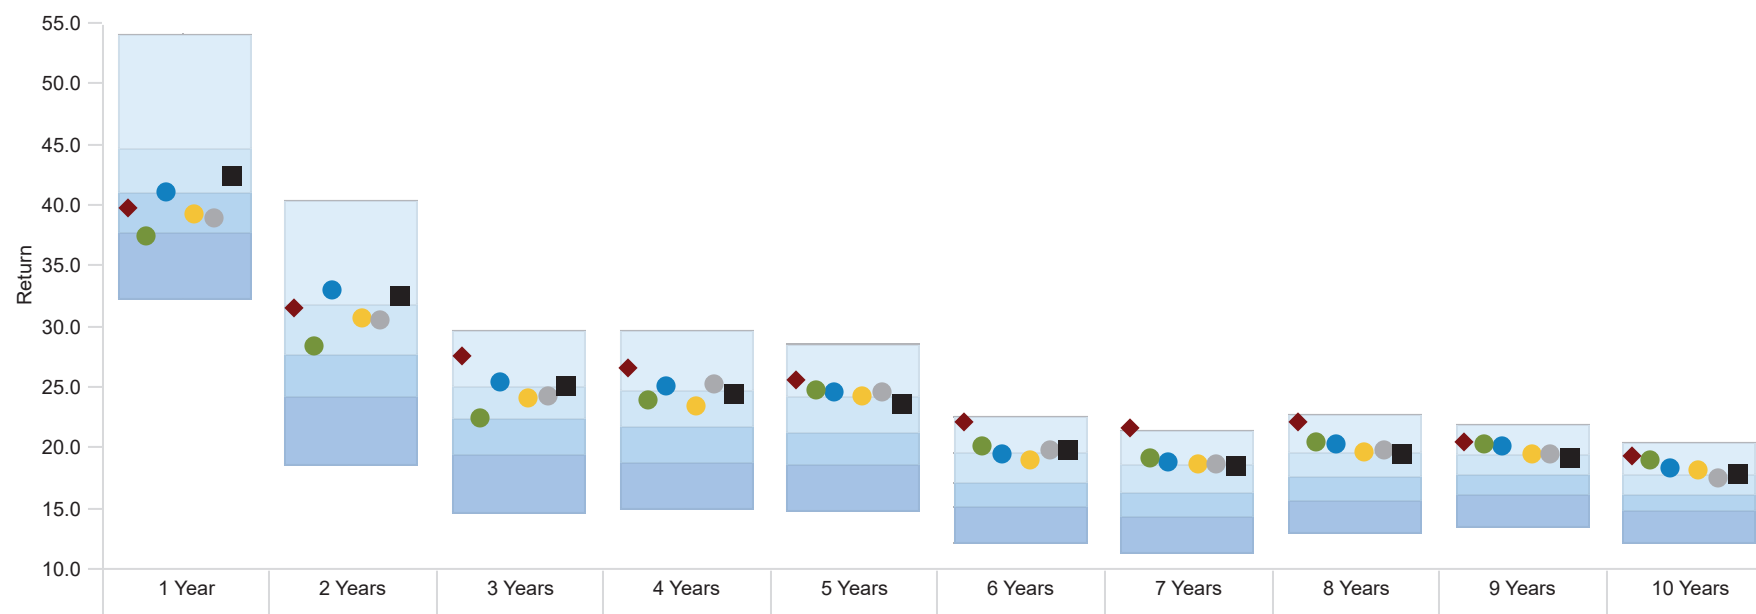 55.0
50.0
45.0
40.0
35.0
30.0
25.0
20.0
15.0
10.0
Return
1 Year
2 Years
3 Years
4 Years
5 Years
6 Years
7 Years
8 Years
9 Years
10 Years